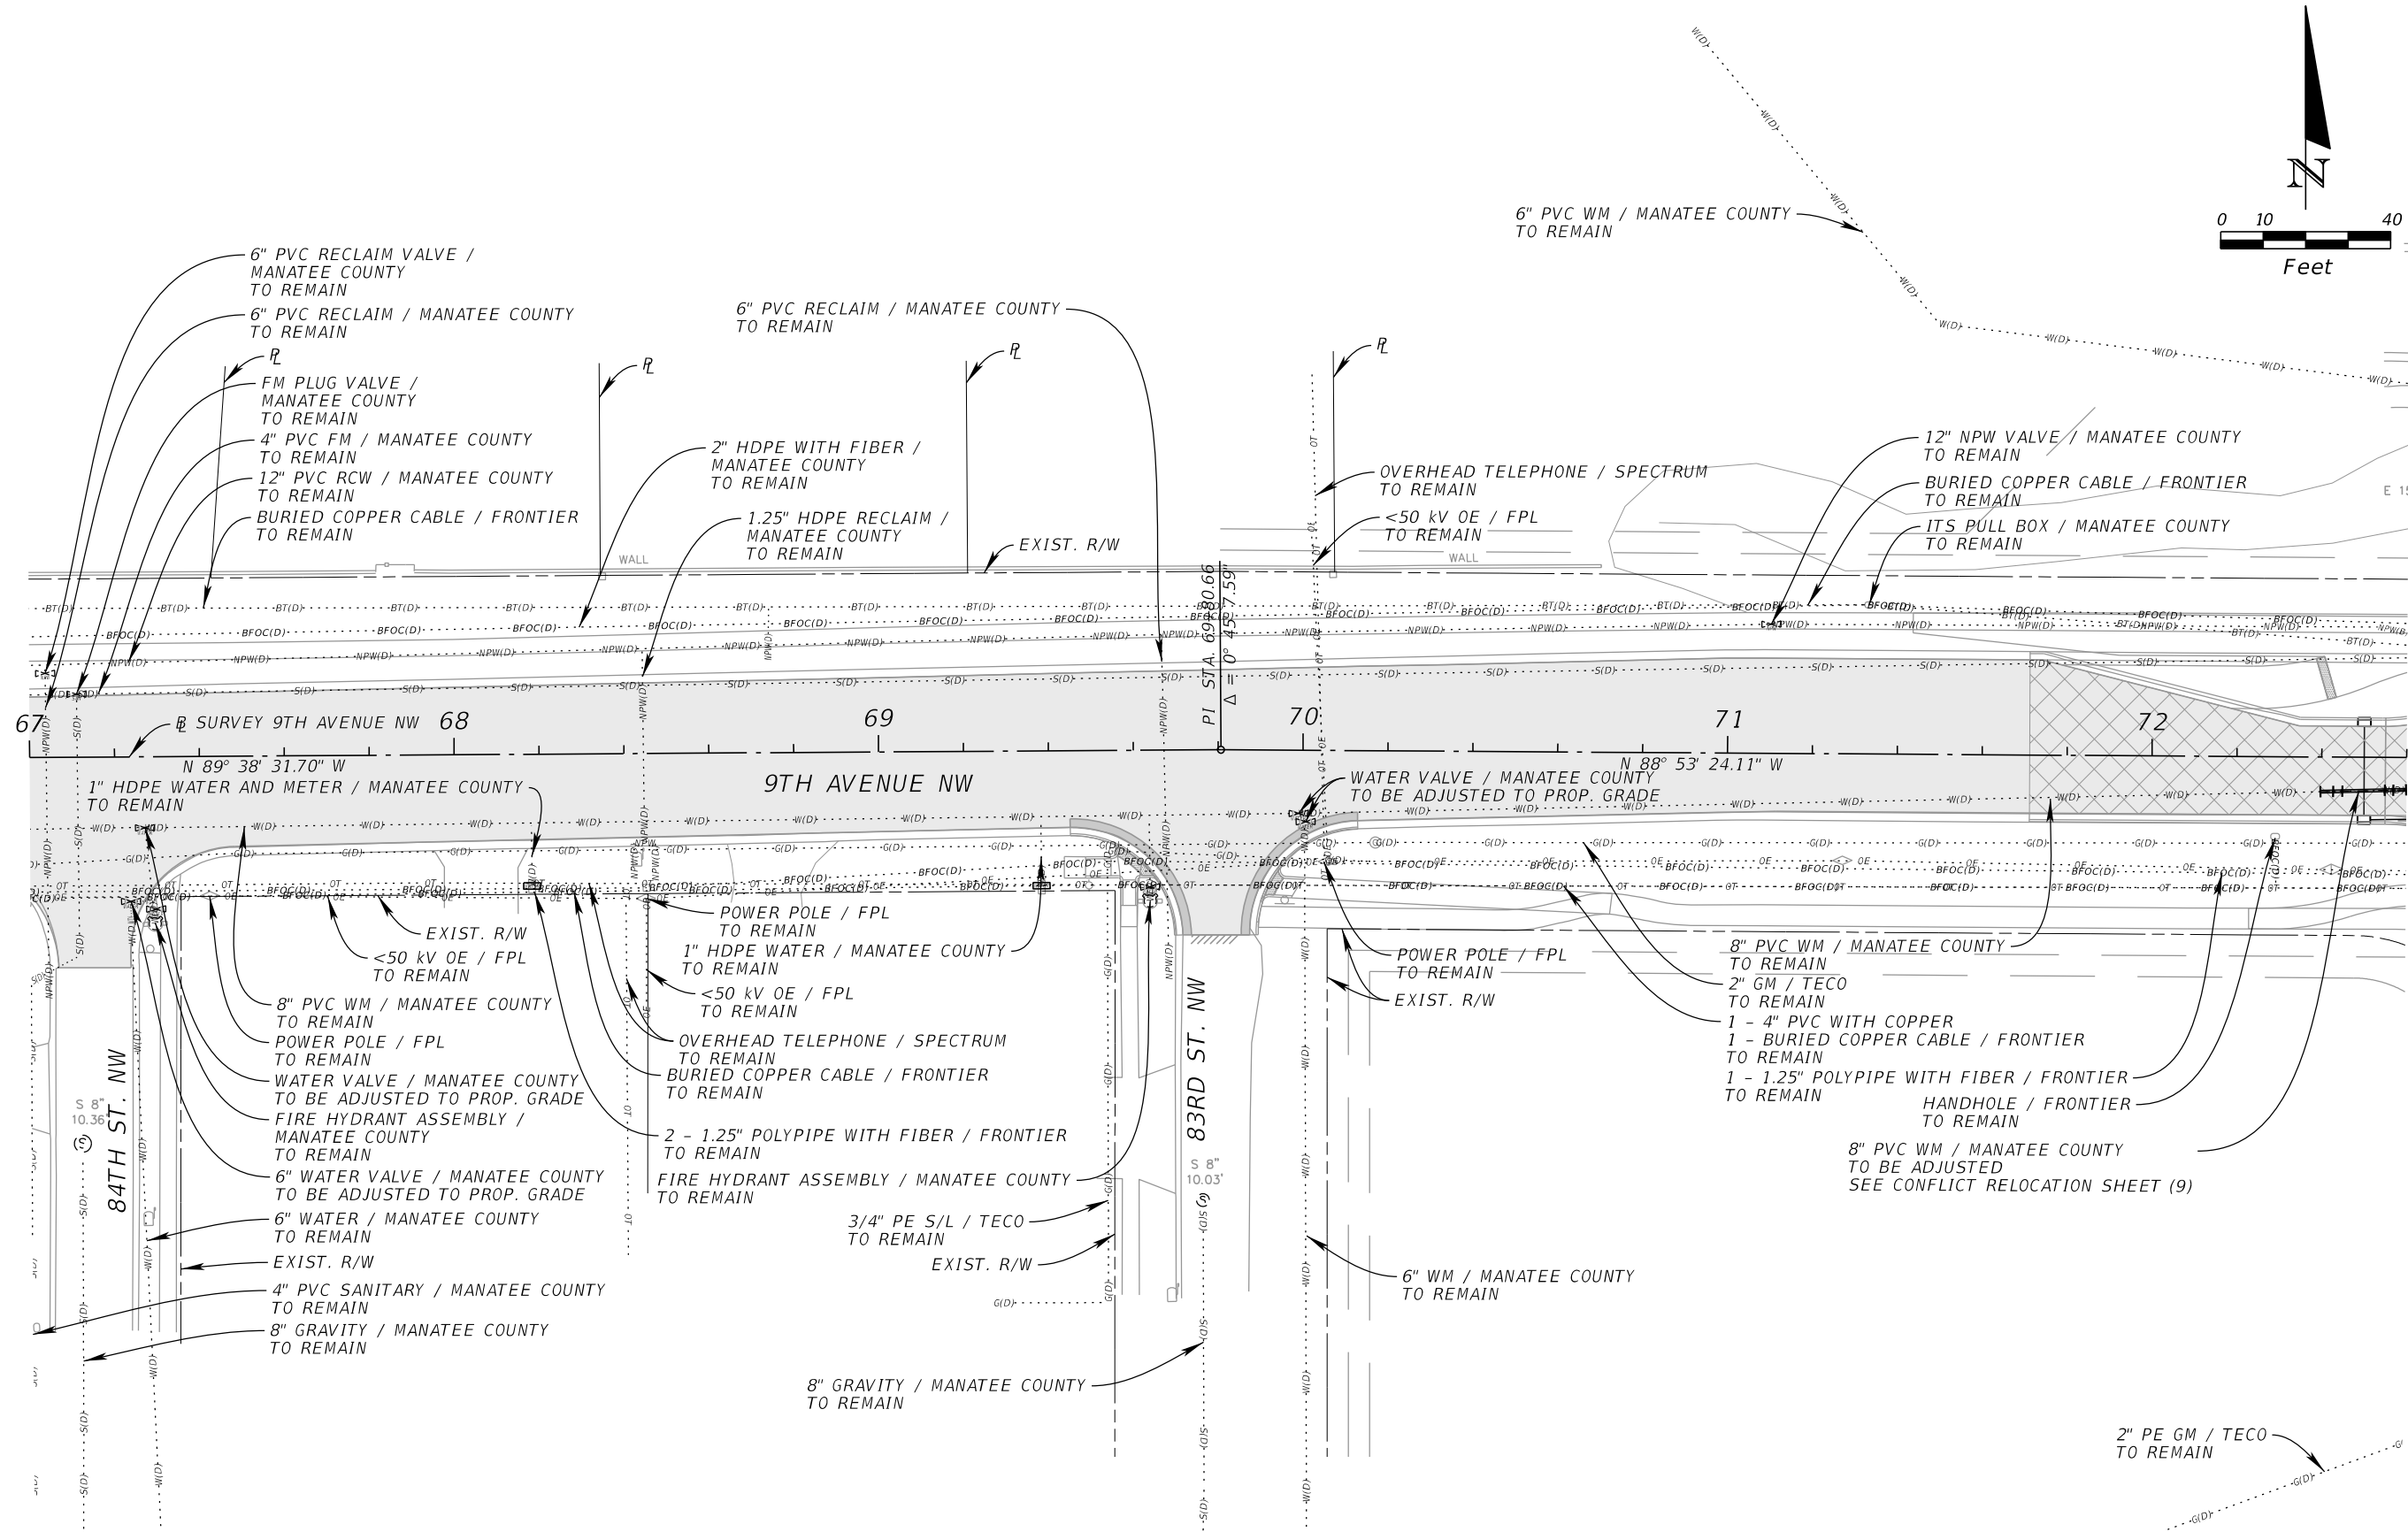 N
0 10 40
Feet
6" PVC WM / MANATEE COUNTY
TO REMAIN
6" PVC RECLAIM VALVE /
MANATEE COUNTY
TO REMAIN
6" PVC RECLAIM / MANATEE COUNTY
TO REMAIN
6" PVC RECLAIM / MANATEE COUNTY
TO REMAIN
PL
PL
PL
PL
FM PLUG VALVE /
MANATEE COUNTY
TO REMAIN
4" PVC FM / MANATEE COUNTY
TO REMAIN
12" PVC RCW / MANATEE COUNTY
TO REMAIN
BURIED COPPER CABLE / FRONTIER
TO REMAIN
2" HDPE WITH FIBER /
MANATEE COUNTY
TO REMAIN
1.25" HDPE RECLAIM /
MANATEE COUNTY
TO REMAIN
EXIST. R/W
OVERHEAD TELEPHONE / SPECTRUM
TO REMAIN
<50 kV OE / FPL
TO REMAIN
12" NPW VALVE / MANATEE COUNTY
TO REMAIN
BURIED COPPER CABLE / FRONTIER
TO REMAIN
ITS PULL BOX / MANATEE COUNTY
TO REMAIN
E 15
WALL
WALL
PI STA. 69+80.66
Δ = 0° 45' 7.59"
67
BL SURVEY 9TH AVENUE NW
68
69
70
71
72
N 89° 38' 31.70" W
N 88° 53' 24.11" W
9TH AVENUE NW
1" HDPE WATER AND METER / MANATEE COUNTY
TO REMAIN
WATER VALVE / MANATEE COUNTY
TO BE ADJUSTED TO PROP. GRADE
EXIST. R/W
<50 kV OE / FPL
TO REMAIN
8" PVC WM / MANATEE COUNTY
TO REMAIN
POWER POLE / FPL
TO REMAIN
WATER VALVE / MANATEE COUNTY
TO BE ADJUSTED TO PROP. GRADE
FIRE HYDRANT ASSEMBLY /
MANATEE COUNTY
TO REMAIN
6" WATER VALVE / MANATEE COUNTY
TO BE ADJUSTED TO PROP. GRADE
6" WATER / MANATEE COUNTY
TO REMAIN
EXIST. R/W
4" PVC SANITARY / MANATEE COUNTY
TO REMAIN
8" GRAVITY / MANATEE COUNTY
TO REMAIN
84TH ST. NW
S 8"
10.36'
(S)
POWER POLE / FPL
TO REMAIN
1" HDPE WATER / MANATEE COUNTY
TO REMAIN
<50 kV OE / FPL
TO REMAIN
OVERHEAD TELEPHONE / SPECTRUM
TO REMAIN
BURIED COPPER CABLE / FRONTIER
TO REMAIN
2 - 1.25" POLYPIPE WITH FIBER / FRONTIER
TO REMAIN
FIRE HYDRANT ASSEMBLY / MANATEE COUNTY
TO REMAIN
3/4" PE S/L / TECO
TO REMAIN
EXIST. R/W
8" GRAVITY / MANATEE COUNTY
TO REMAIN
83RD ST. NW
S 8"
10.03'
(S)
POWER POLE / FPL
TO REMAIN
EXIST. R/W
6" WM / MANATEE COUNTY
TO REMAIN
8" PVC WM / MANATEE COUNTY
TO REMAIN
2" GM / TECO
TO REMAIN
1 - 4" PVC WITH COPPER
1 - BURIED COPPER CABLE / FRONTIER
TO REMAIN
1 - 1.25" POLYPIPE WITH FIBER / FRONTIER
TO REMAIN
HANDHOLE / FRONTIER
TO REMAIN
8" PVC WM / MANATEE COUNTY
TO BE ADJUSTED
SEE CONFLICT RELOCATION SHEET (9)
2" PE GM / TECO
TO REMAIN